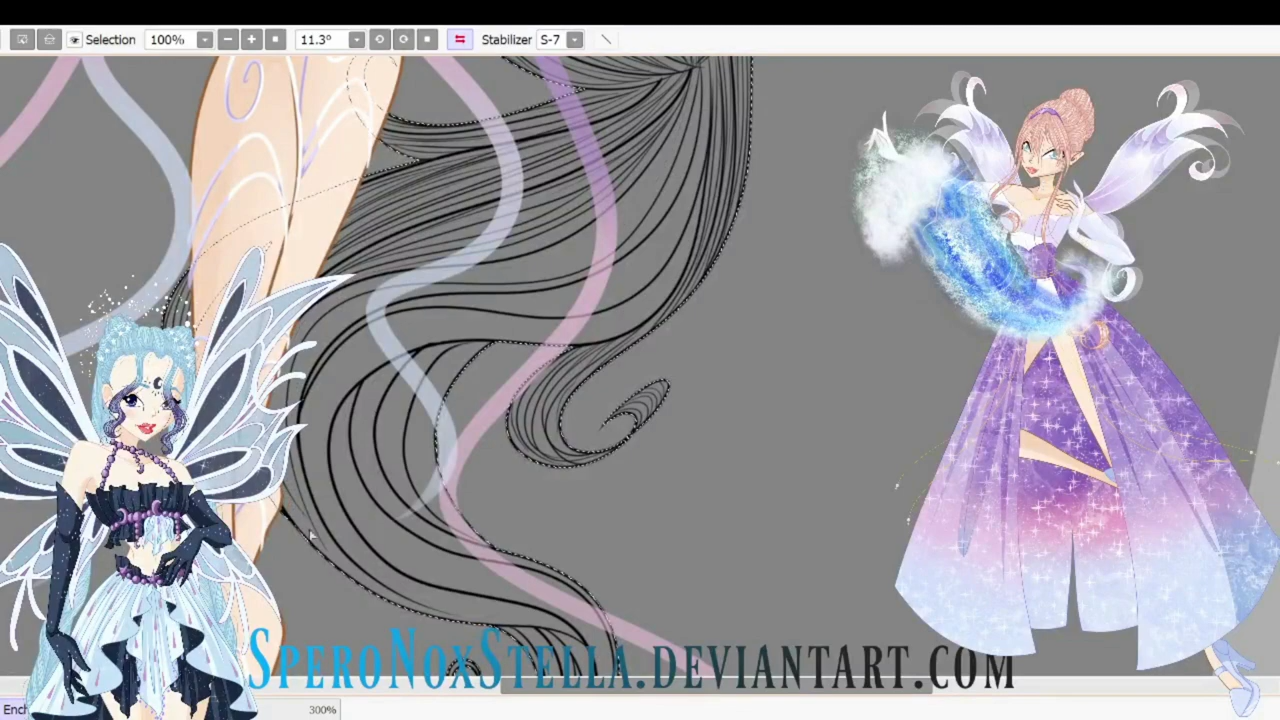 Selection 100% 11.3° Stabilizer S-7
SperoNoxStella.deviantart.com
Ench 300%